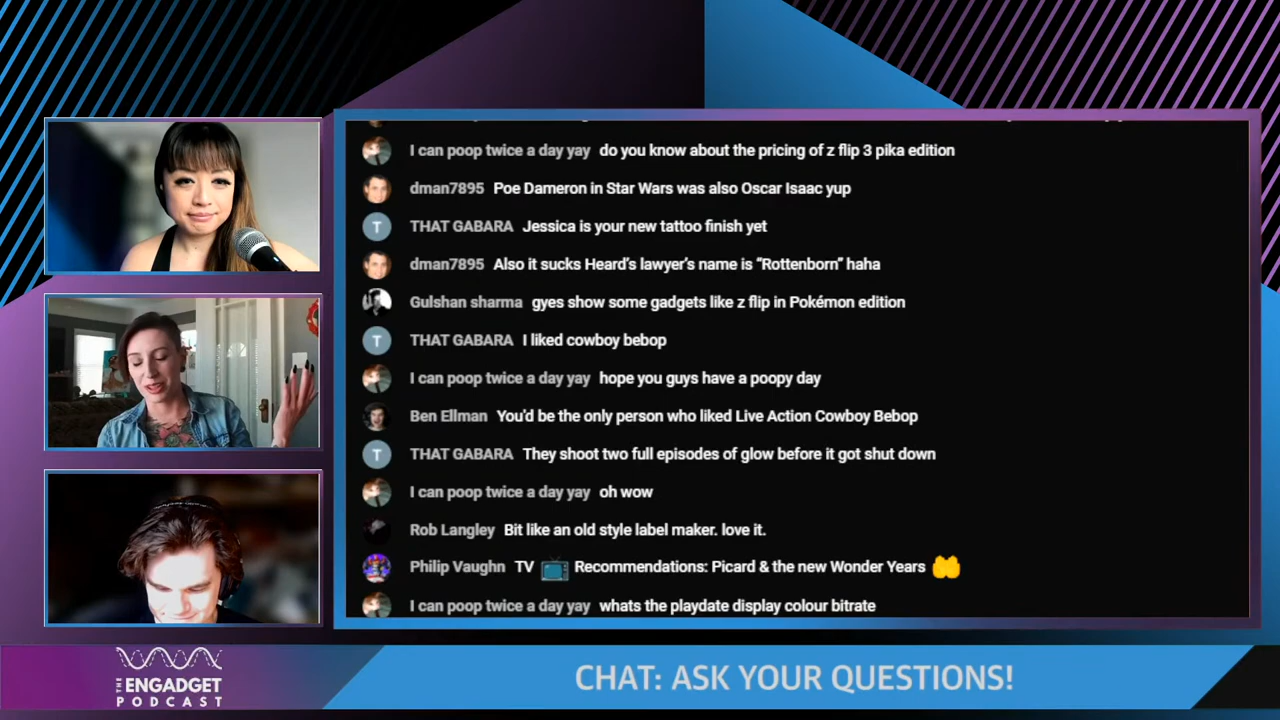 I can poop twice a day yay do you know about the pricing of z flip 3 pika edition
dman7895 Poe Dameron in Star Wars was also Oscar Isaac yup
T THAT GABARA Jessica is your new tattoo finish yet
dman7895 Also it sucks Heard's lawyer's name is “Rottenborn” haha
Gulshan sharma gyes show some gadgets like z flip in Pokémon edition
T THAT GABARA I liked cowboy bebop
I can poop twice a day yay hope you guys have a poopy day
Ben Ellman You'd be the only person who liked Live Action Cowboy Bebop
T THAT GABARA They shoot two full episodes of glow before it got shut down
I can poop twice a day yay oh wow
Rob Langley Bit like an old style label maker. love it.
Philip Vaughn TV 📺 Recommendations: Picard & the new Wonder Years 🤲
I can poop twice a day yay whats the playdate display colour bitrate
THE ENGADGET
PODCAST
CHAT: ASK YOUR QUESTIONS!